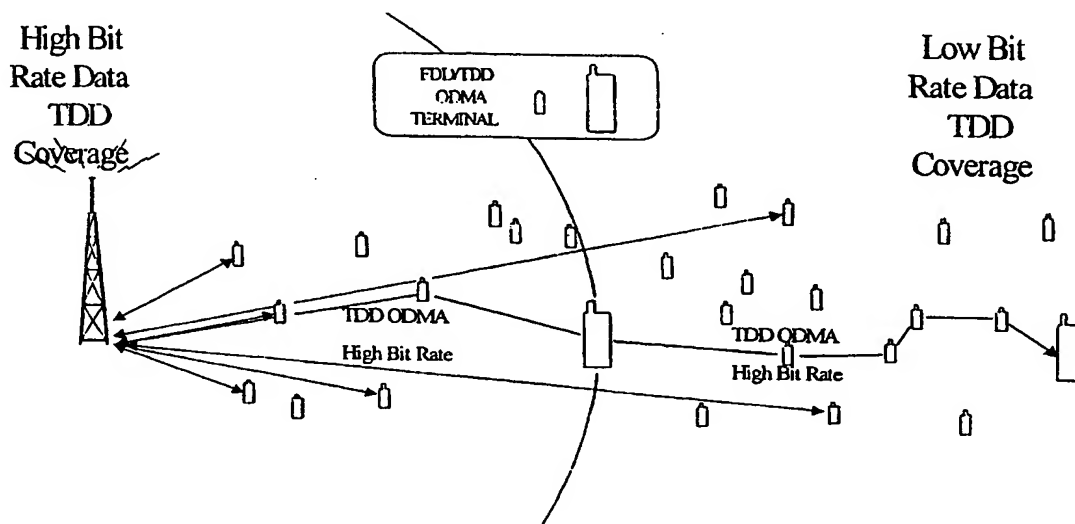 High Bit
Rate Data
TDD
Coverage
FDD/TDD
ODMA
TERMINAL
Low Bit
Rate Data
TDD
Coverage
TDD ODMA
High Bit Rate
TDD ODMA
High Bit Rate